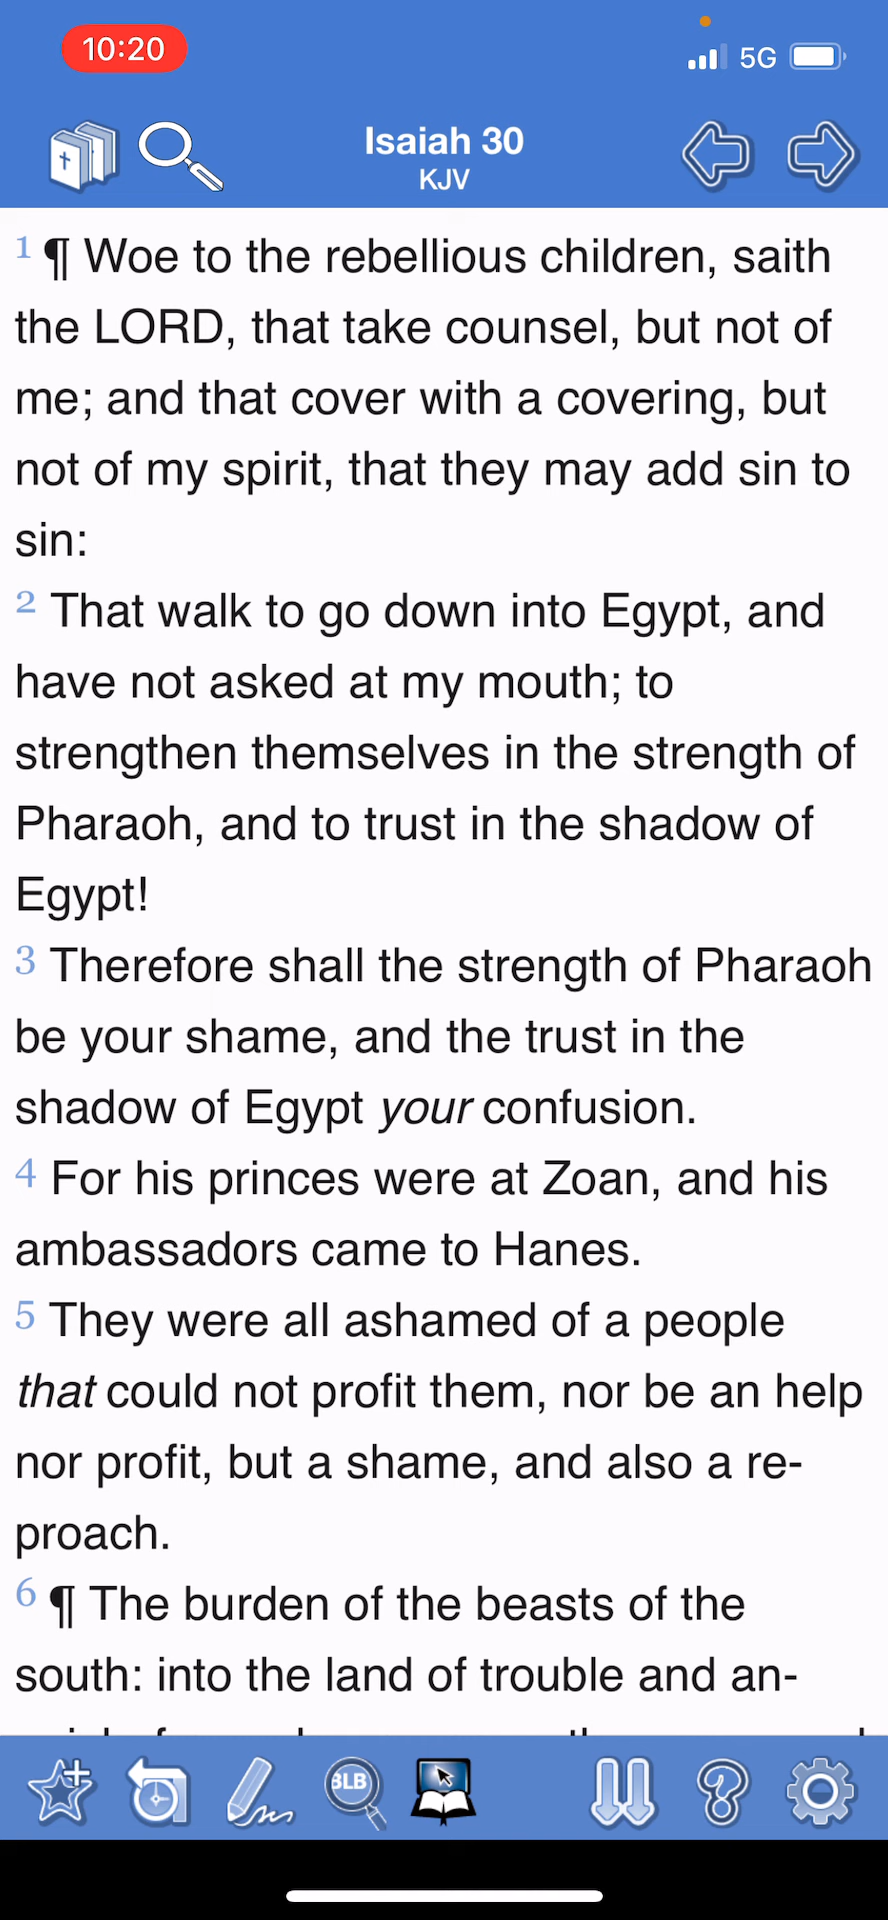 10:20
5G
Isaiah 30
KJV
1 ¶ Woe to the rebellious children, saith
the LORD, that take counsel, but not of
me; and that cover with a covering, but
not of my spirit, that they may add sin to
sin:
2 That walk to go down into Egypt, and
have not asked at my mouth; to
strengthen themselves in the strength of
Pharaoh, and to trust in the shadow of
Egypt!
3 Therefore shall the strength of Pharaoh
be your shame, and the trust in the
shadow of Egypt your confusion.
4 For his princes were at Zoan, and his
ambassadors came to Hanes.
5 They were all ashamed of a people
that could not profit them, nor be an help
nor profit, but a shame, and also a re-
proach.
6 ¶ The burden of the beasts of the
south: into the land of trouble and an-
BLB